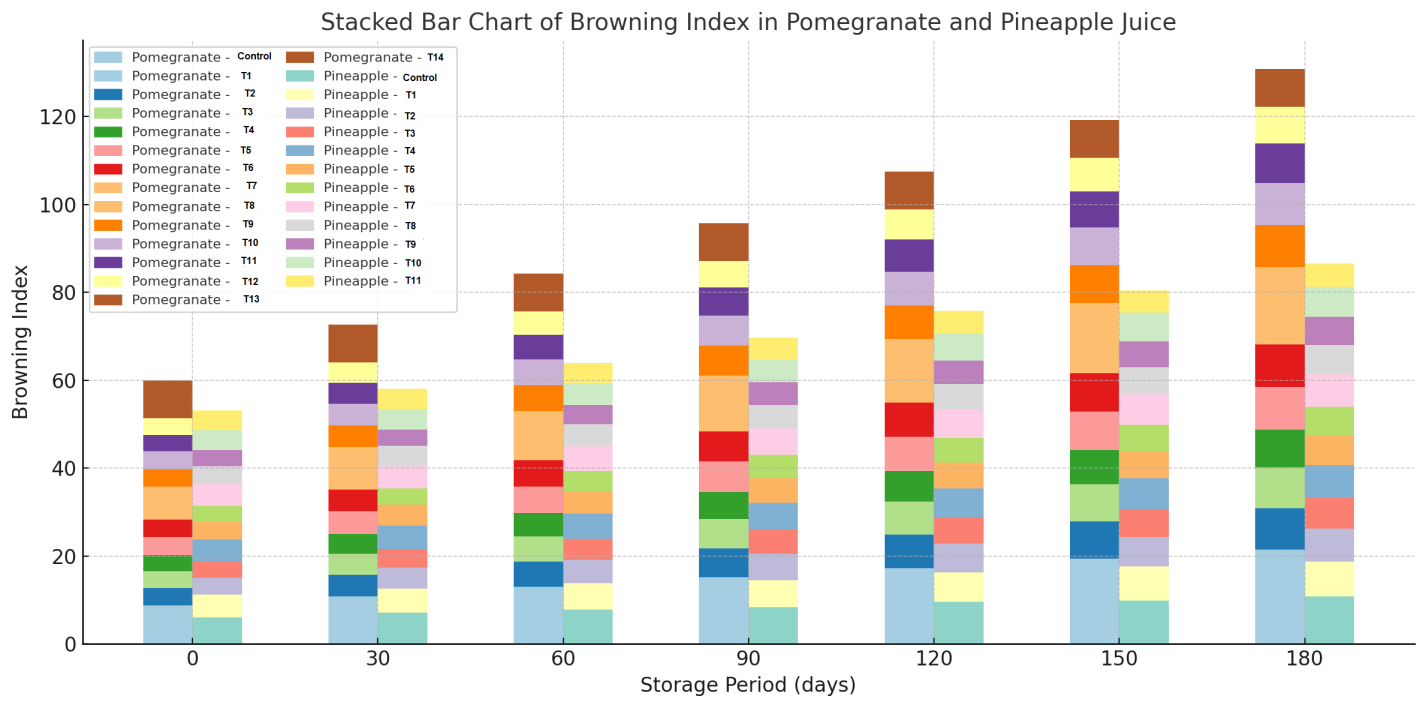 Stacked Bar Chart of Browning Index in Pomegranate and Pineapple Juice
Pomegranate - Control
Pomegranate - T1
Pomegranate - T2
Pomegranate - T3
Pomegranate - T4
Pomegranate - T5
Pomegranate - T6
Pomegranate - T7
Pomegranate - T8
Pomegranate - T9
Pomegranate - T10
Pomegranate - T11
Pomegranate - T12
Pomegranate - T13
Pomegranate - T14
Pineapple - Control
Pineapple - T1
Pineapple - T2
Pineapple - T3
Pineapple - T4
Pineapple - T5
Pineapple - T6
Pineapple - T7
Pineapple - T8
Pineapple - T9
Pineapple - T10
Pineapple - T11
Browning Index
120
100
80
60
40
20
0
0 30 60 90 120 150 180
Storage Period (days)